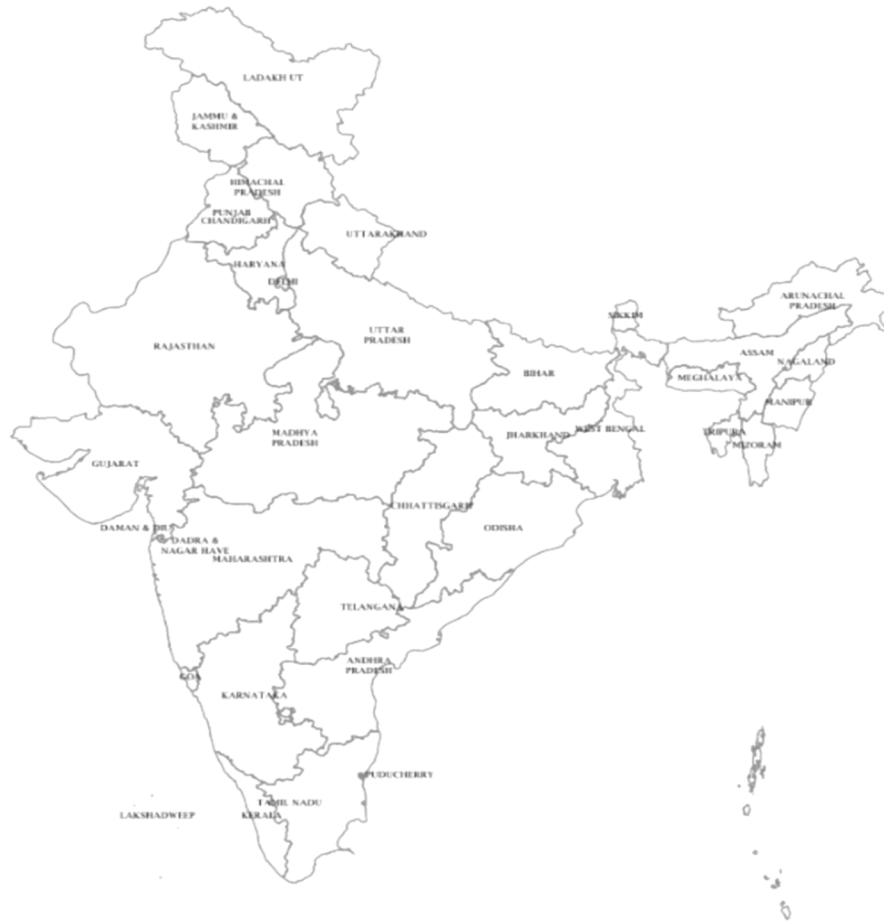 LADAKH UT
JAMMU &
KASHMIR
HIMACHAL
PRADESH
PUNJAB
CHANDIGARH
UTTARAKHAND
HARYANA
DELHI
ARUNACHAL
PRADESH
SIKKIM
UTTAR
PRADESH
RAJASTHAN
ASSAM
NAGALAND
BIHAR
MEGHALAYA
MANIPUR
MADHYA
PRADESH
JHARKHAND
WEST BENGAL
TRIPURA
MIZORAM
GUJARAT
CHHATTISGARH
DAMAN & DIU
ODISHA
DADRA &
NAGAR HAVE
MAHARASHTRA
TELANGANA
ANDHRA
PRADESH
GOA
KARNATAKA
PUDUCHERRY
TAMIL NADU
LAKSHADWEEP
KERALA